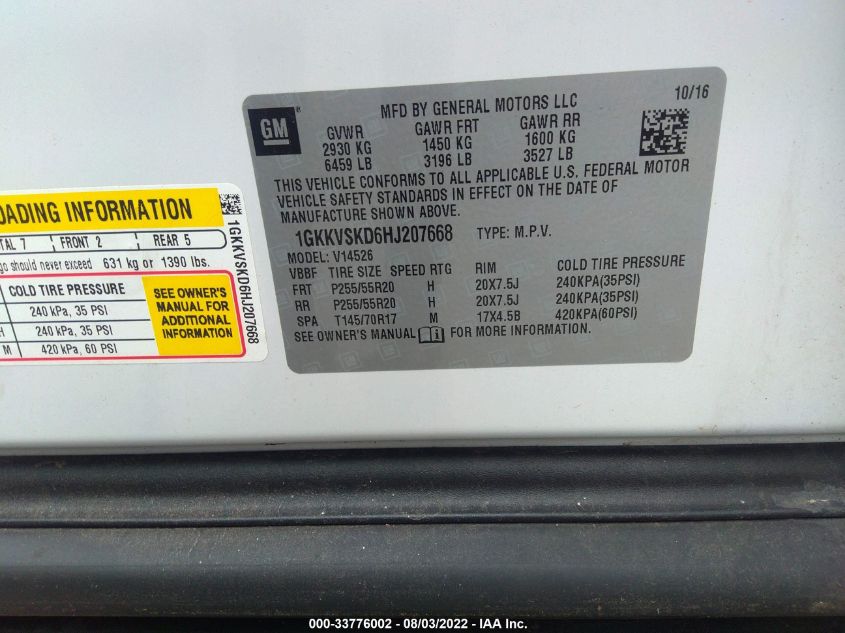 OADING INFORMATION
TAL 7 FRONT 2 REAR 5
go should never exceed 631 kg or 1390 lbs.
COLD TIRE PRESSURE
240 kPa, 35 PSI
H 240 kPa, 35 PSI
M 420 kPa, 60 PSI
SEE OWNER'S
MANUAL FOR
ADDITIONAL
INFORMATION
1GKKVSKD6HJ207668
GM
®
MFD BY GENERAL MOTORS LLC
10/16
GVWR GAWR FRT GAWR RR
2930 KG 1450 KG 1600 KG
6459 LB 3196 LB 3527 LB
THIS VEHICLE CONFORMS TO ALL APPLICABLE U.S. FEDERAL MOTOR
VEHICLE SAFETY STANDARDS IN EFFECT ON THE DATE OF
MANUFACTURE SHOWN ABOVE.
1GKKVSKD6HJ207668 TYPE: M.P.V.
MODEL: V14526
VBBF TIRE SIZE SPEED RTG RIM COLD TIRE PRESSURE
FRT P255/55R20 H 20X7.5J 240KPA(35PSI)
RR P255/55R20 H 20X7.5J 240KPA(35PSI)
SPA T145/70R17 M 17X4.5B 420KPA(60PSI)
SEE OWNER'S MANUAL FOR MORE INFORMATION.
000-33776002 - 08/03/2022 - IAA Inc.